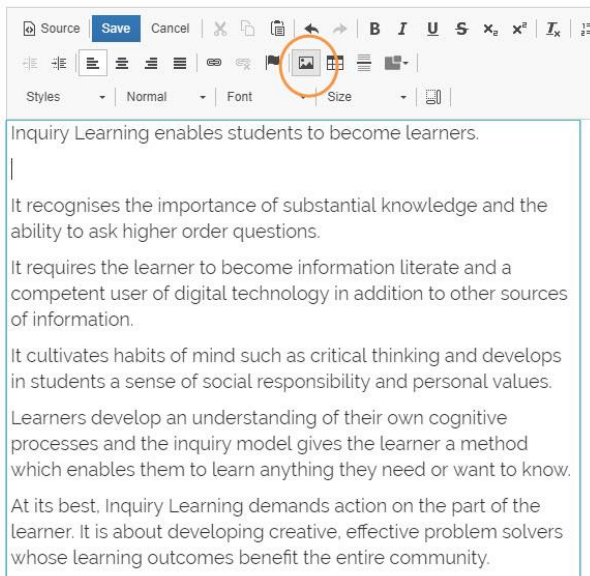 Source Save Cancel B I U S x₂ x² Iₓ
Styles Normal Font Size
Inquiry Learning enables students to become learners.
It recognises the importance of substantial knowledge and the
ability to ask higher order questions.
It requires the learner to become information literate and a
competent user of digital technology in addition to other sources
of information.
It cultivates habits of mind such as critical thinking and develops
in students a sense of social responsibility and personal values.
Learners develop an understanding of their own cognitive
processes and the inquiry model gives the learner a method
which enables them to learn anything they need or want to know.
At its best, Inquiry Learning demands action on the part of the
learner. It is about developing creative, effective problem solvers
whose learning outcomes benefit the entire community.